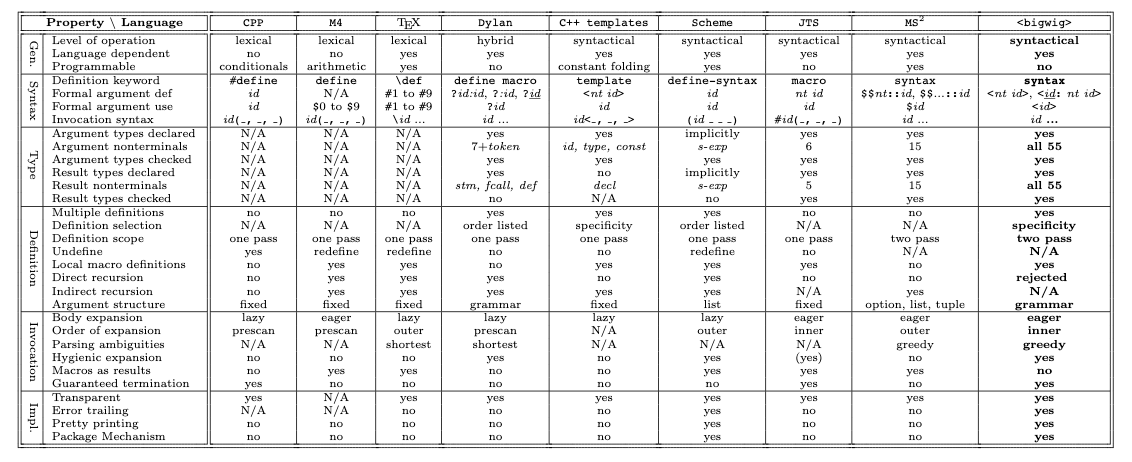 Property \ Language CPP M4 TEX Dylan C++ templates Scheme JTS MS2 <bigwig>
Gen.
Level of operation lexical lexical lexical hybrid syntactical syntactical syntactical syntactical syntactical
Language dependent no no yes yes yes yes yes yes yes
Programmable conditionals arithmetic yes no constant folding yes yes yes no
Syntax
Definition keyword #define define \def define macro template define-syntax macro syntax syntax
Formal argument def id N/A #1 to #9 ?id:id, ?:id, ?id <nt id> id nt id $$nt::id, $$...::id <nt id>, <id: nt id>
Formal argument use id $0 to $9 #1 to #9 ?id id id id $id <id>
Invocation syntax id(_, _, _) id(_, _, _) \id ... id ... id<_, _, _> (id _ _ _) #id(_, _, _) id ... id ...
Type
Argument types declared N/A N/A N/A yes yes implicitly yes yes yes
Argument nonterminals N/A N/A N/A 7+token id, type, const s-exp 6 15 all 55
Argument types checked N/A N/A N/A yes yes yes yes yes yes
Result types declared N/A N/A N/A yes no implicitly yes yes yes
Result nonterminals N/A N/A N/A stm, fcall, def decl s-exp 5 15 all 55
Result types checked N/A N/A N/A no N/A no yes yes yes
Definition
Multiple definitions no no no yes yes yes no no yes
Definition selection N/A N/A N/A order listed specificity order listed N/A N/A specificity
Definition scope one pass one pass one pass one pass one pass one pass one pass two pass two pass
Undefine yes redefine redefine no no redefine no N/A N/A
Local macro definitions no yes yes no no yes yes no yes
Direct recursion no yes yes yes yes yes no no rejected
Indirect recursion no yes yes yes yes yes N/A yes N/A
Argument structure fixed fixed fixed grammar fixed list fixed option, list, tuple grammar
Invocation
Body expansion lazy eager lazy lazy lazy lazy eager eager eager
Order of expansion prescan prescan outer prescan N/A outer inner outer inner
Parsing ambiguities N/A N/A shortest shortest N/A N/A N/A greedy greedy
Hygienic expansion no no no yes no yes (yes) no yes
Macros as results no yes yes no no yes yes yes no
Guaranteed termination yes no no no no no no no yes
Impl.
Transparent yes N/A yes yes yes yes yes yes yes
Error trailing N/A N/A no no no yes no no yes
Pretty printing no no no no no yes no no yes
Package Mechanism no no no no no yes no no yes